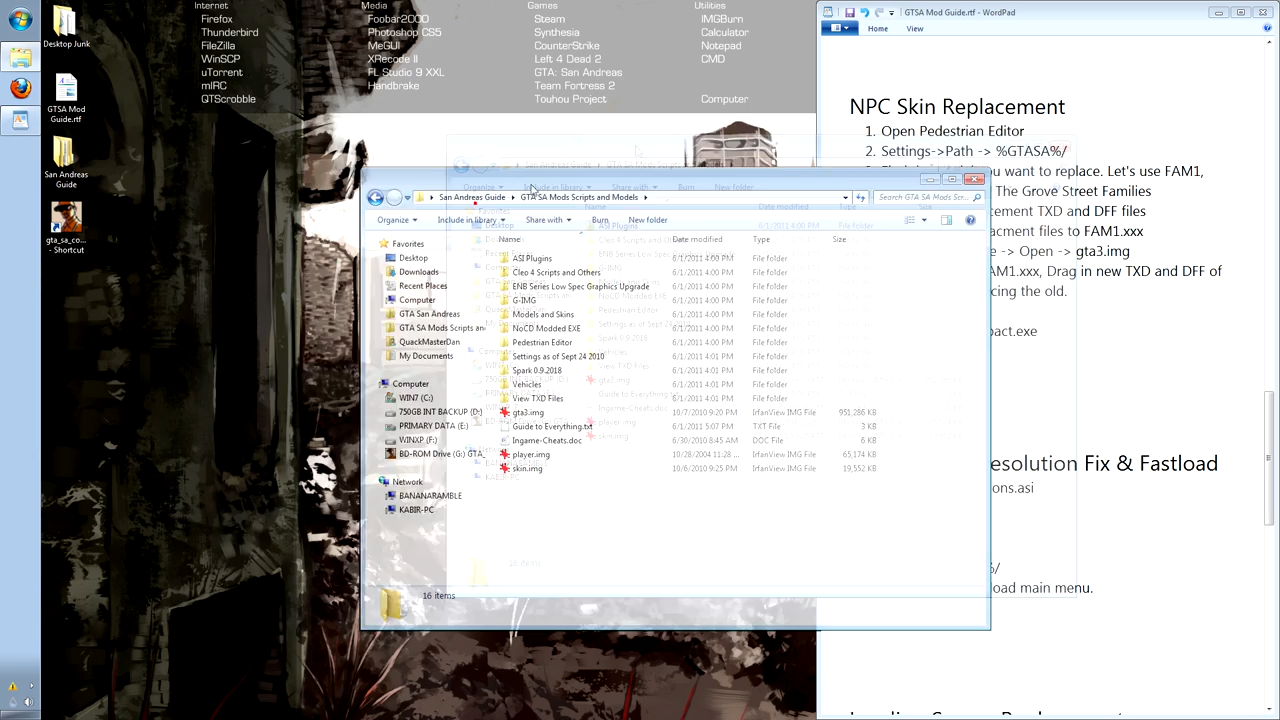 Desktop Junk
GTSA Mod
Guide.rtf
San Andreas
Guide
gta_sa_co...
- Shortcut
Internet
Firefox
Thunderbird
FileZilla
WinSCP
uTorrent
mIRC
QTScrobble
Media
Foobar2000
Photoshop CS5
MeGUI
XRecode II
FL Studio 9 XXL
Handbrake
Games
Steam
Synthesia
CounterStrike
Left 4 Dead 2
GTA: San Andreas
Team Fortress 2
Touhou Project
Utilities
IMGBurn
Calculator
Notepad
CMD
Computer
GTSA Mod Guide.rtf - WordPad
Home View
NPC Skin Replacement
1. Open Pedestrian Editor
2. Settings->Path -> %GTASA%/
you want to replace. Let's use FAM1,
The Grove Street Families
cement TXD and DFF files
acment files to FAM1.xxx
-> Open -> gta3.img
FAM1.xxx, Drag in new TXD and DFF of
cing the old.
pact.exe
esolution Fix & Fastload
ons.asi
%/
load main menu.
San Andreas Guide GTA SA Mods Scripts and Models
Search GTA SA Mods Scr...
Organize Include in library Share with Burn New folder
Favorites
Desktop
Downloads
Recent Places
Computer
GTA San Andreas
GTA SA Mods Scripts and
QuackMasterDan
My Documents
Computer
WIN7 (C:)
750GB INT BACKUP (D:)
PRIMARY DATA (E:)
WINXP (F:)
BD-ROM Drive (G:) GTA_
Network
BANANARAMBLE
KABIR-PC
Name Date modified Type Size
ASI Plugins 6/1/2011 4:00 PM File folder
Cleo 4 Scripts and Others 6/1/2011 4:00 PM File folder
ENB Series Low Spec Graphics Upgrade 6/1/2011 4:00 PM File folder
G-IMG 6/1/2011 4:00 PM File folder
Models and Skins 6/1/2011 4:00 PM File folder
NoCD Modded EXE 6/1/2011 4:00 PM File folder
Pedestrian Editor 6/1/2011 4:00 PM File folder
Settings as of Sept 24 2010 6/1/2011 4:01 PM File folder
Spark 0.9.2018 6/1/2011 4:01 PM File folder
Vehicles 6/1/2011 4:01 PM File folder
View TXD Files 6/1/2011 4:01 PM File folder
gta3.img 10/7/2010 9:20 PM IrfanView IMG File 951,286 KB
Guide to Everything.txt 6/1/2011 5:07 PM TXT File 3 KB
Ingame-Cheats.doc 6/30/2010 8:45 AM DOC File 6 KB
player.img 10/28/2004 11:28 ... IrfanView IMG File 65,174 KB
skin.img 10/6/2010 9:25 PM IrfanView IMG File 19,552 KB
16 items